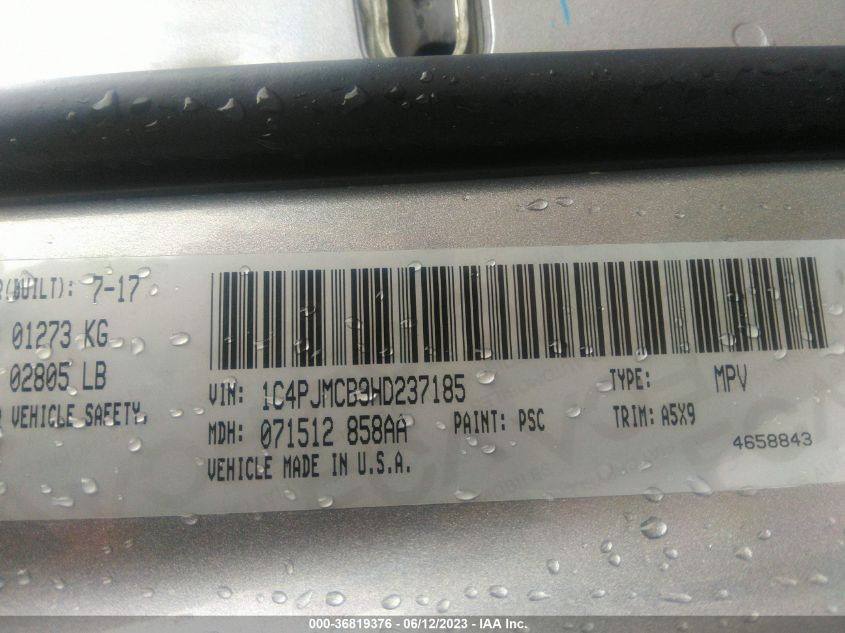 R(BUILT): 7-17
01273 KG
02805 LB
R VEHICLE SAFETY.
VIN: 1C4PJMCB9HD237185
TYPE: MPV
MDH: 071512 858AA
PAINT: PSC
TRIM: A5X9
VEHICLE MADE IN U.S.A.
4658843
000-36819376 - 06/12/2023 - IAA Inc.